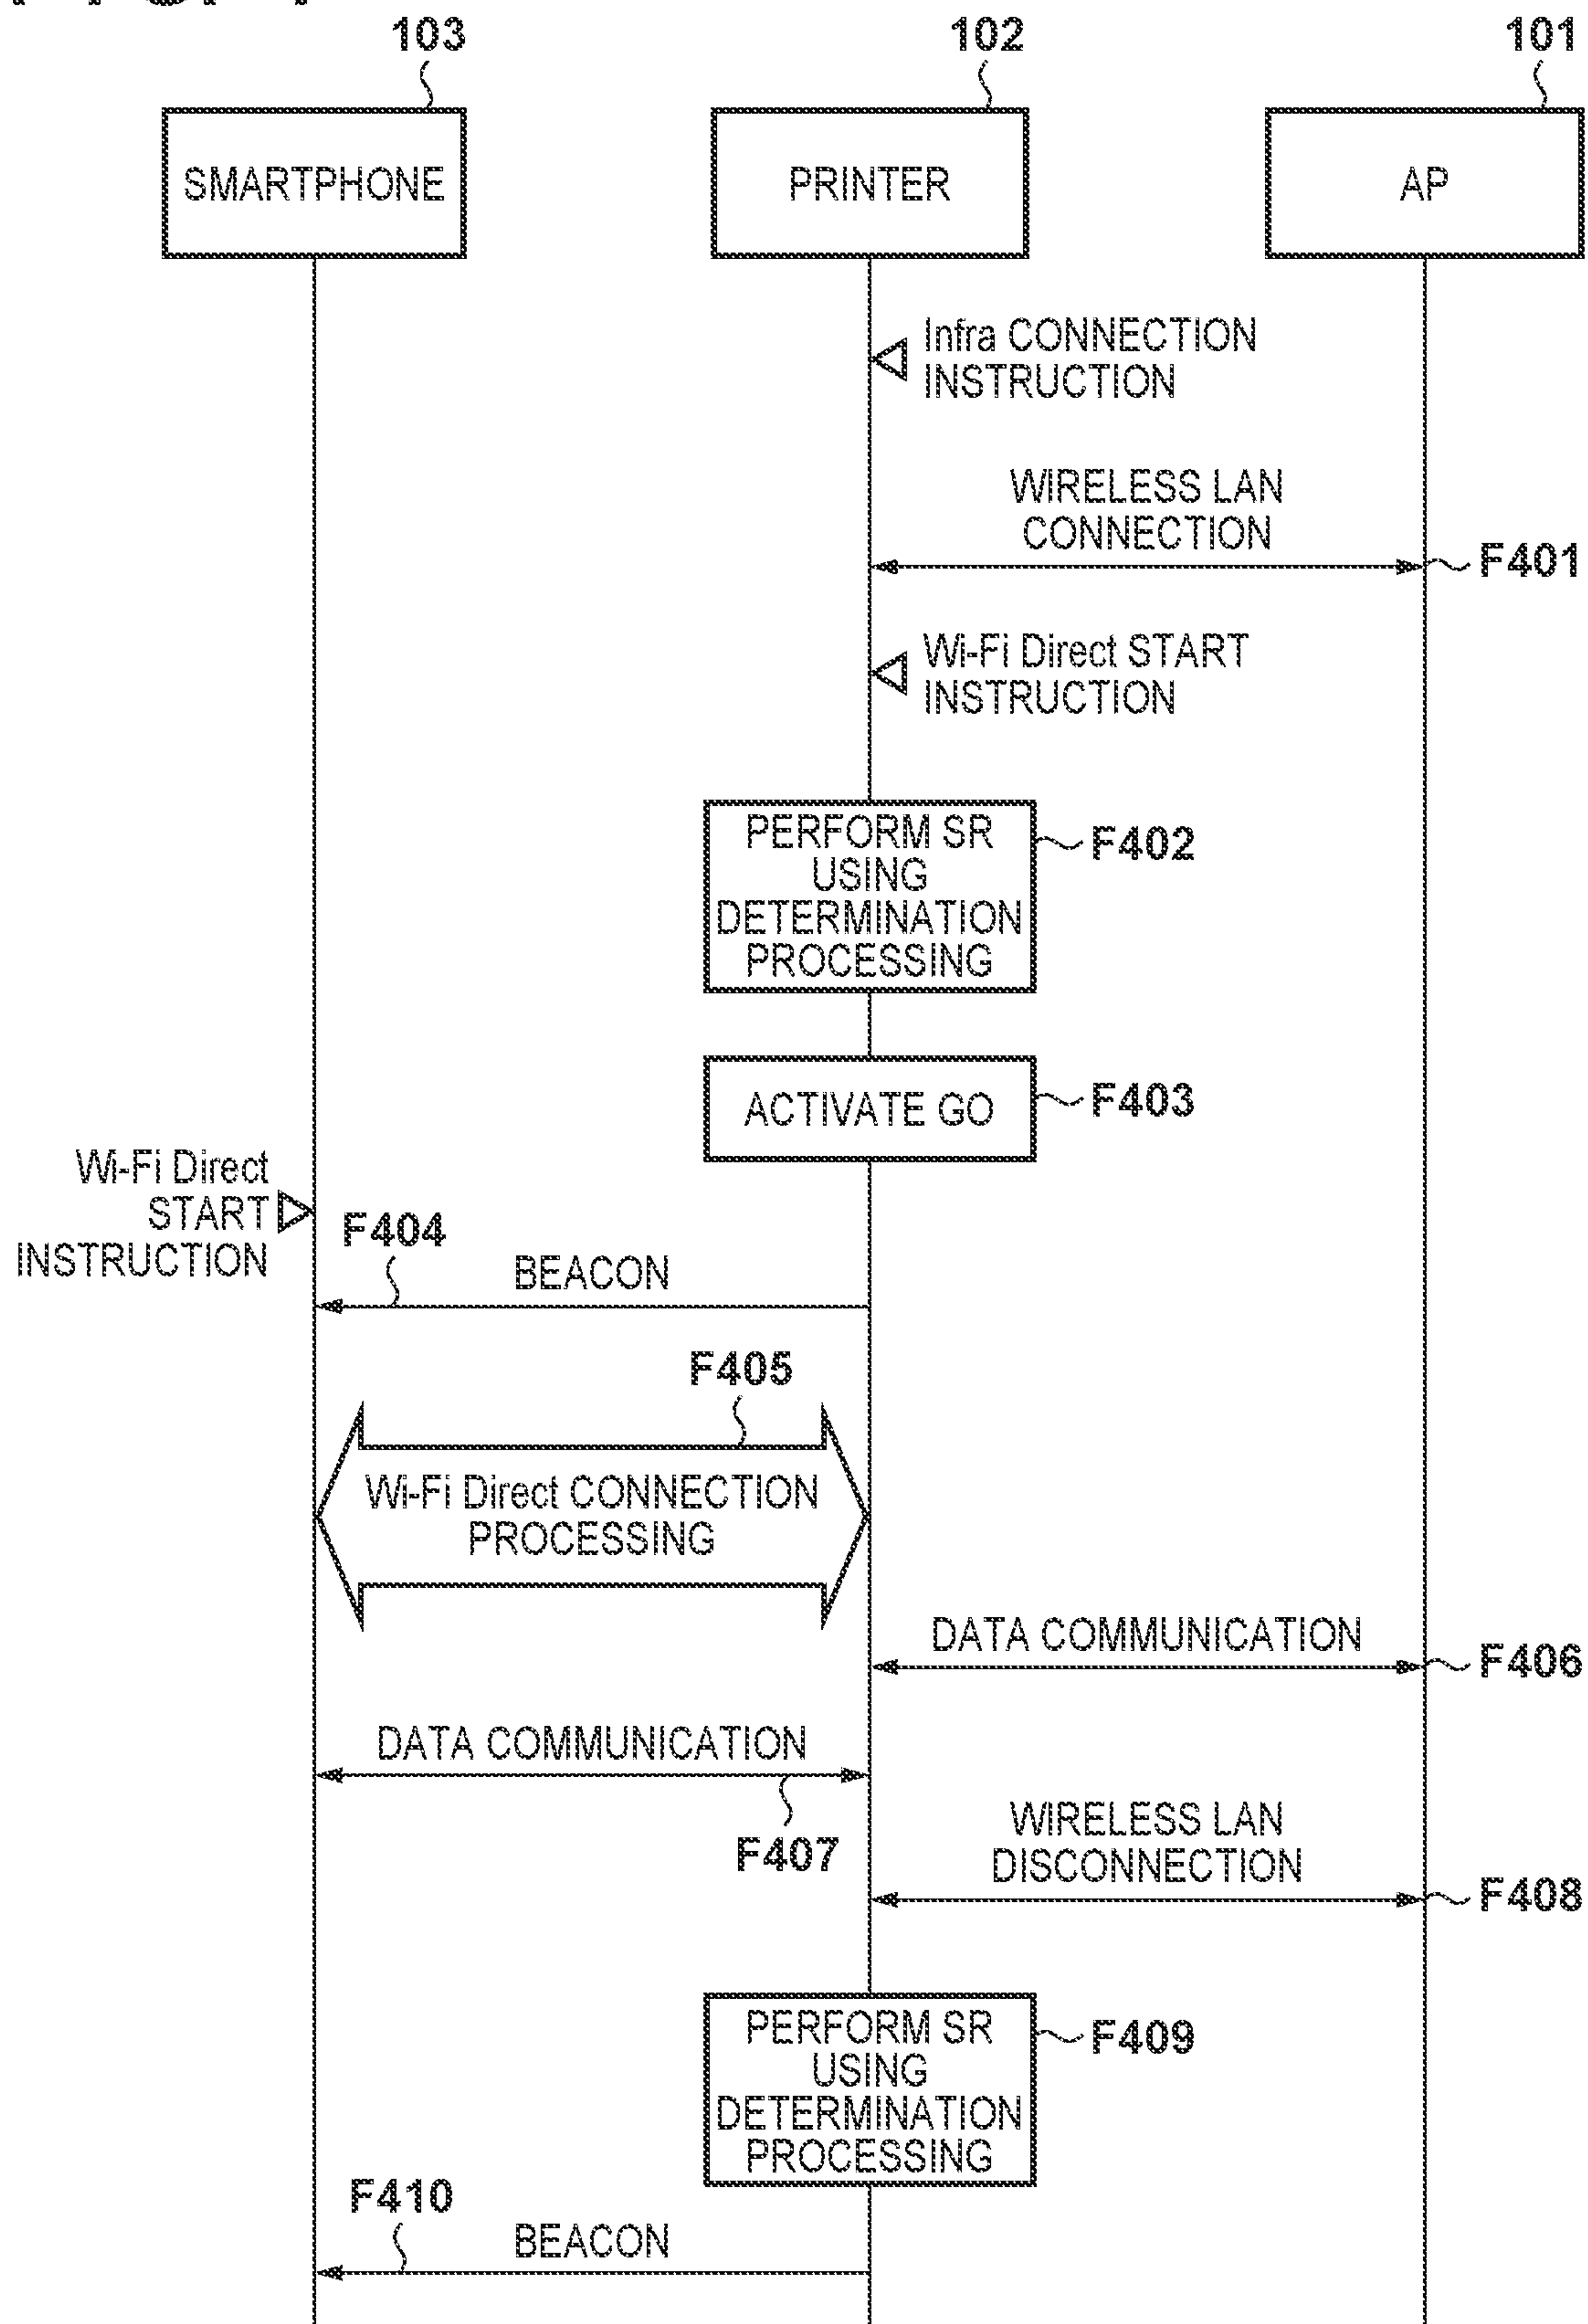 103
102
101
SMARTPHONE
PRINTER
AP
Infra CONNECTION
INSTRUCTION
WIRELESS LAN
CONNECTION
F401
Wi-Fi Direct START
INSTRUCTION
PERFORM SR
USING
DETERMINATION
PROCESSING
F402
ACTIVATE GO
F403
Wi-Fi Direct
START
INSTRUCTION
F404
BEACON
F405
Wi-Fi Direct CONNECTION
PROCESSING
DATA COMMUNICATION
F406
DATA COMMUNICATION
F407
WIRELESS LAN
DISCONNECTION
F408
PERFORM SR
USING
DETERMINATION
PROCESSING
F409
F410
BEACON